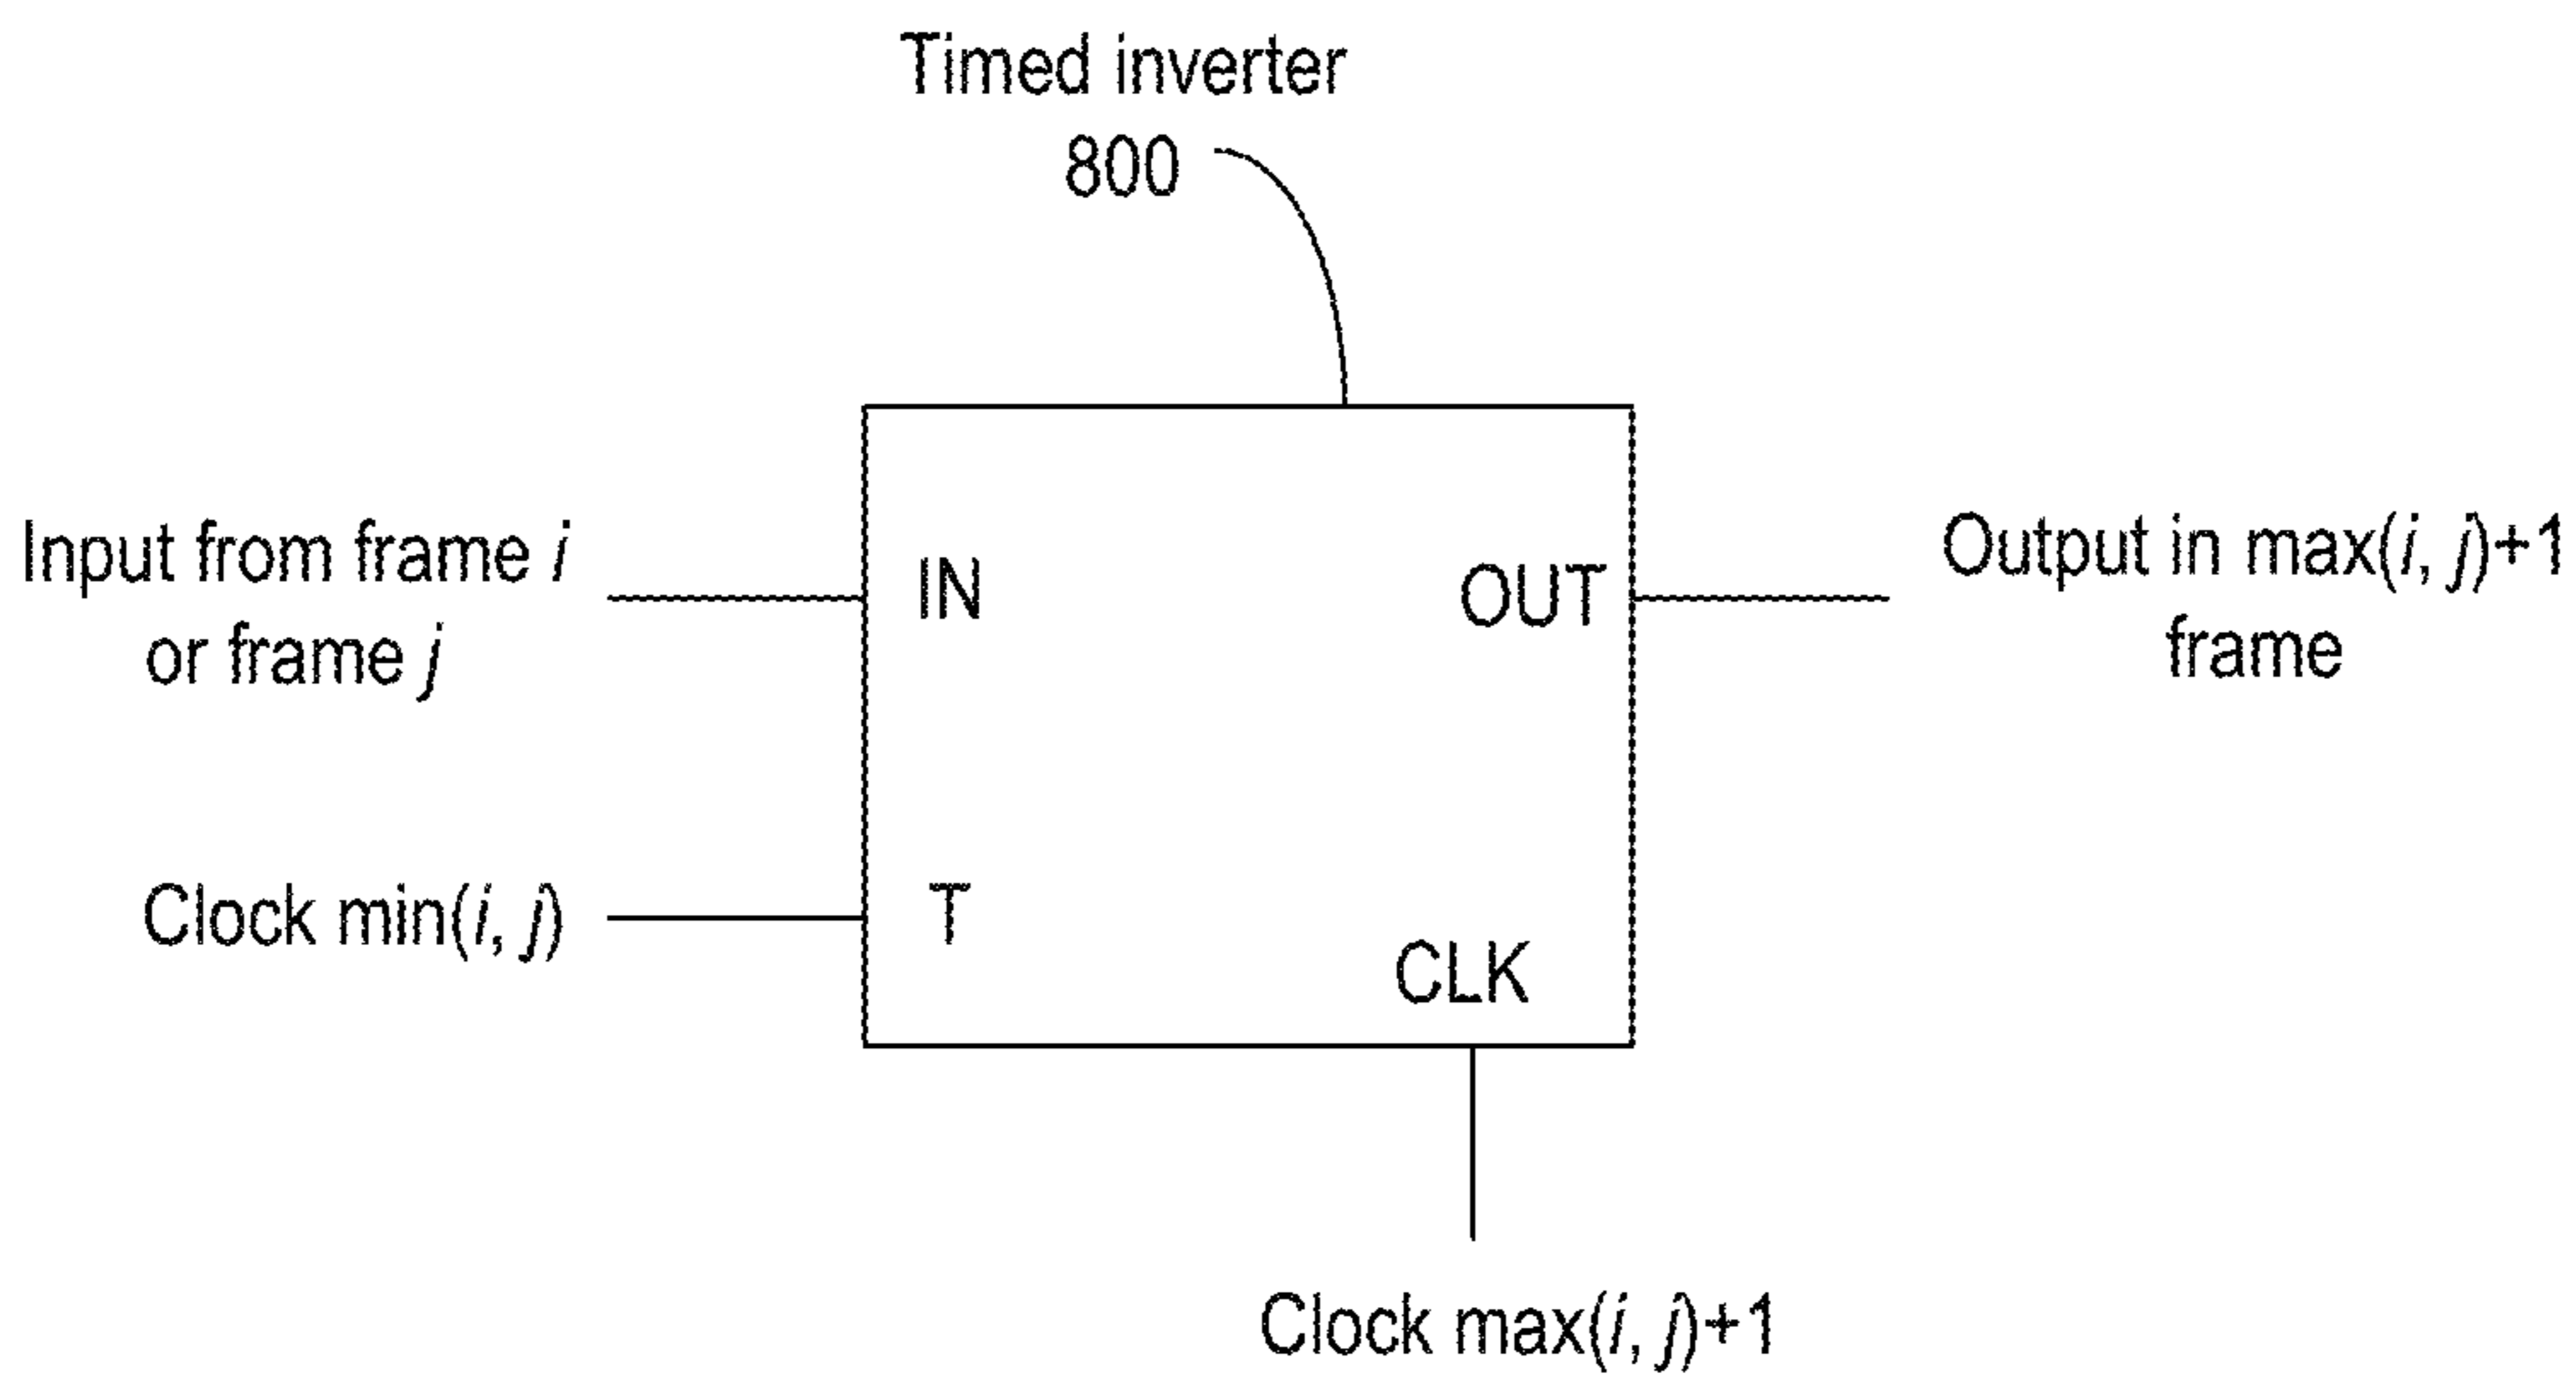 Timed inverter
800
Input from frame i
or frame j
IN
OUT
Output in max(i, j)+1
frame
Clock min(i, j)
T
CLK
Clock max(i, j)+1